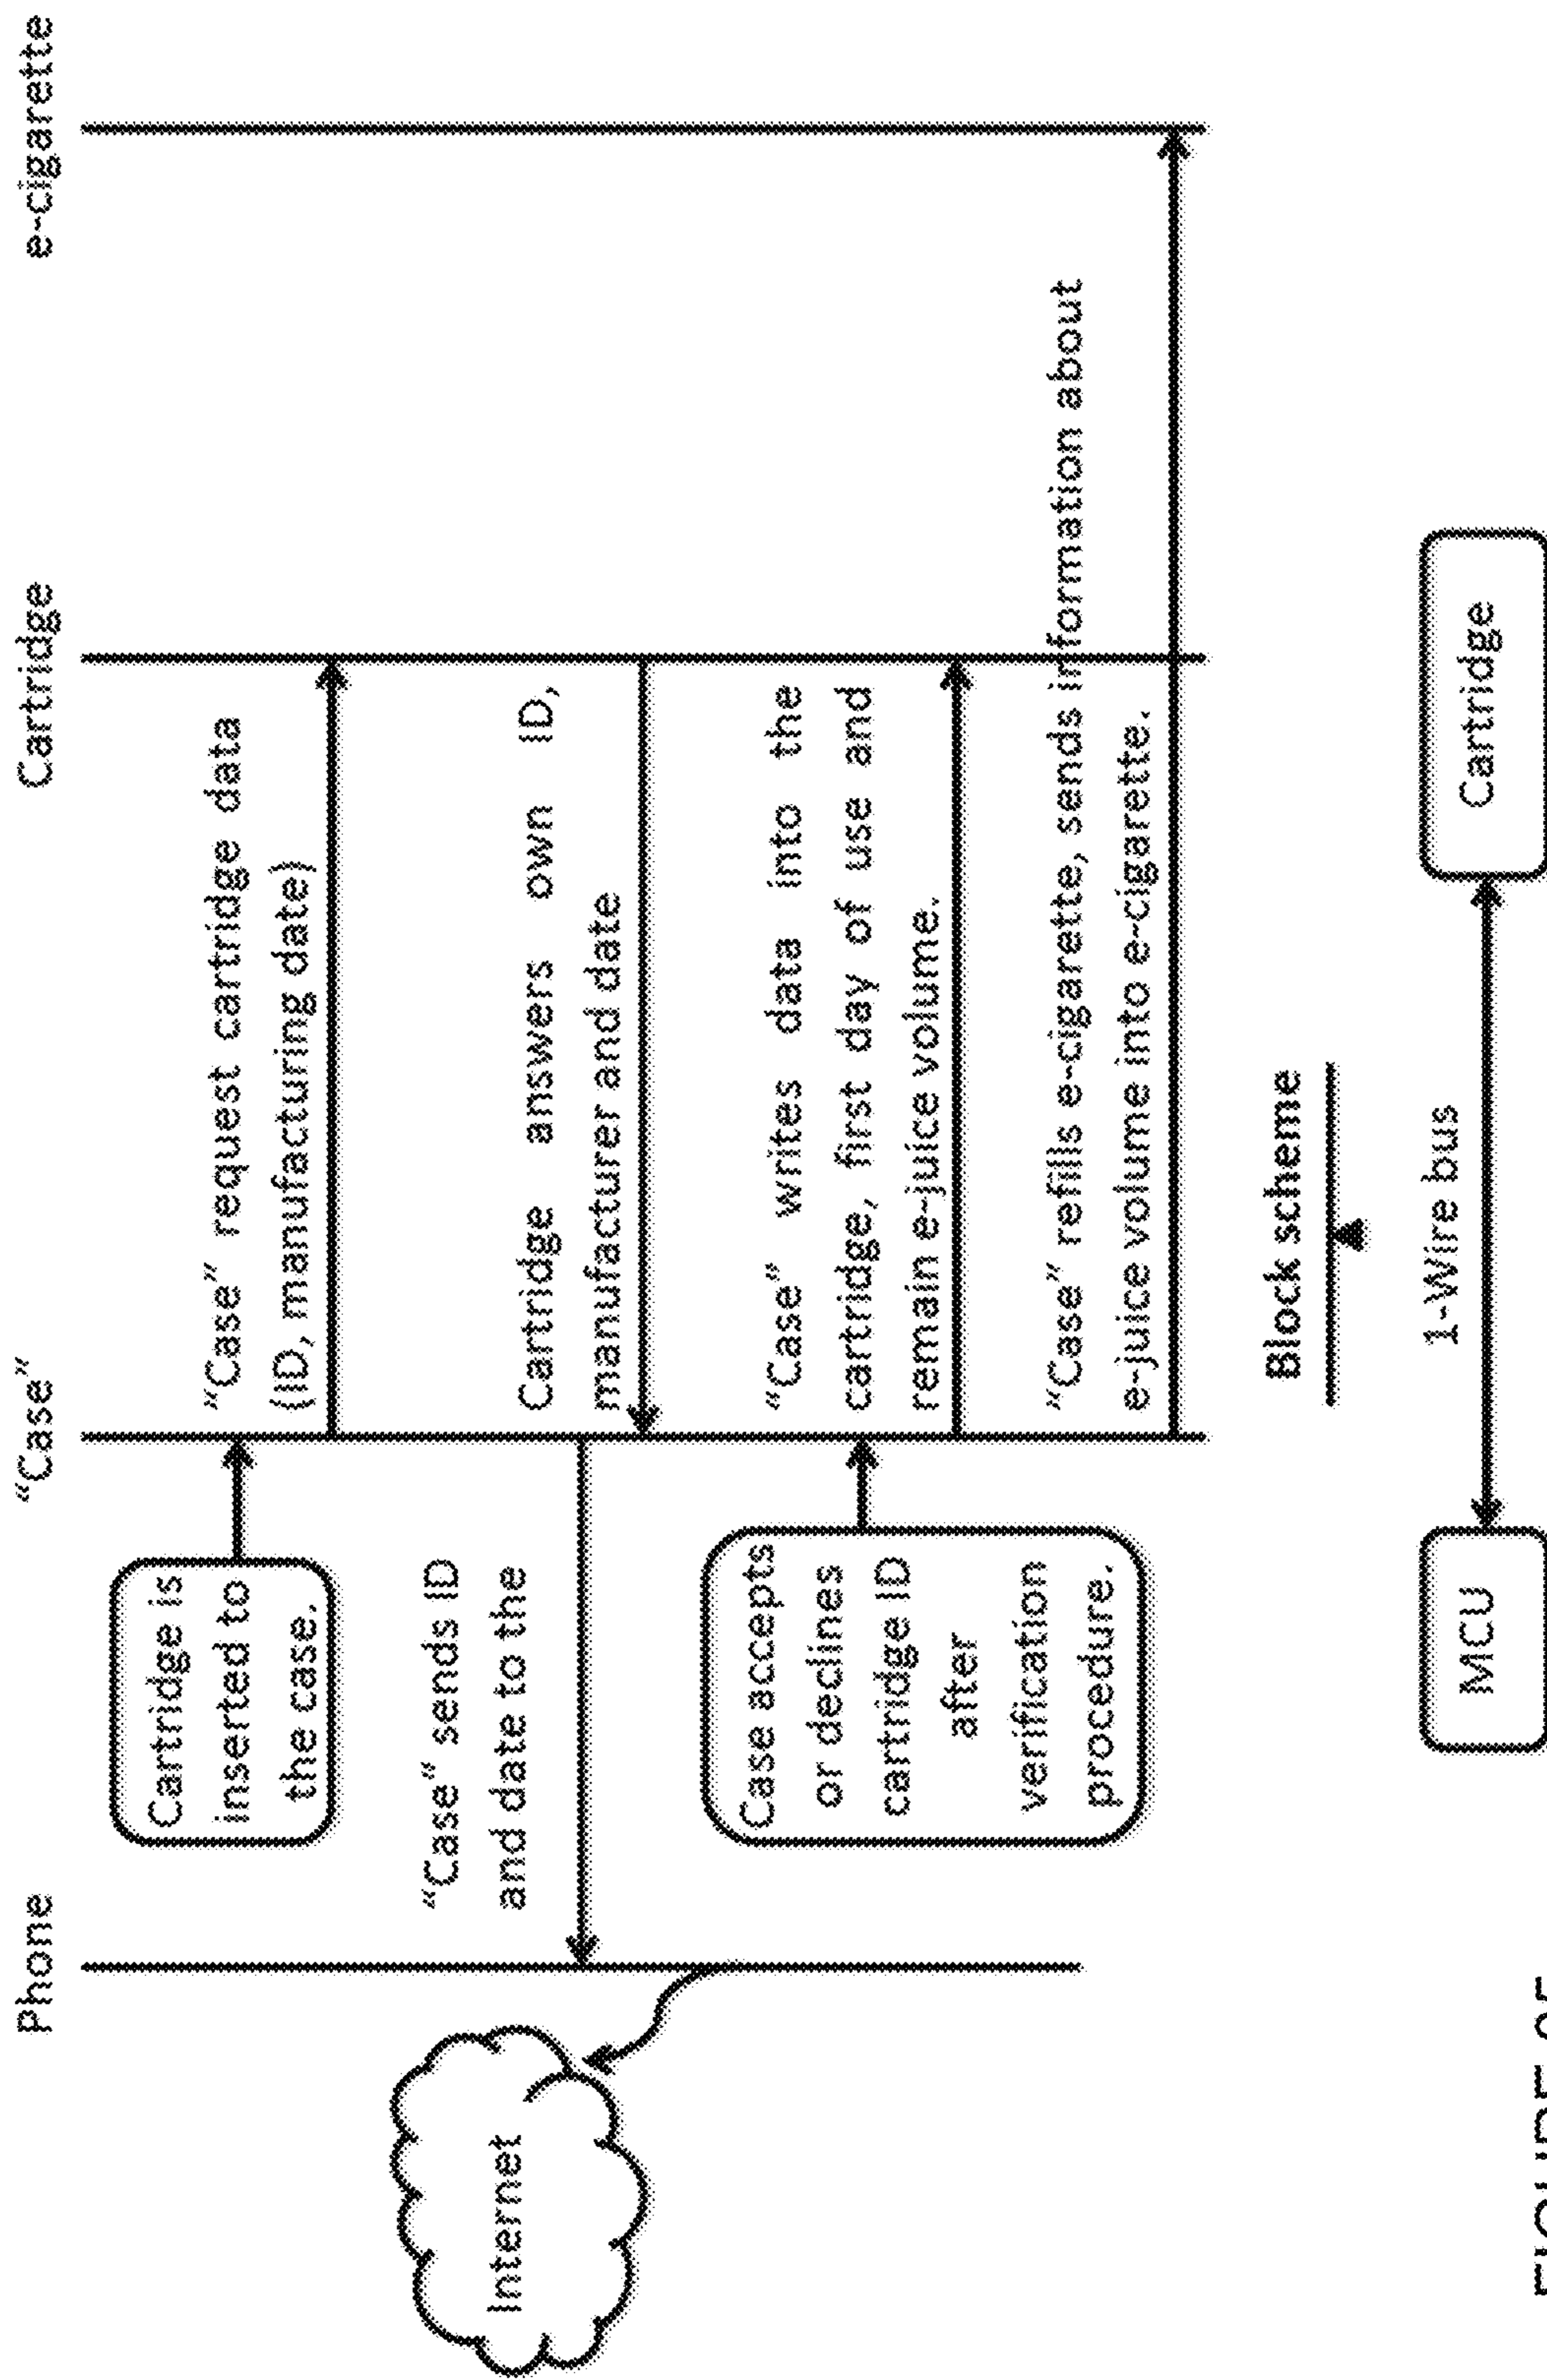 Phone
"Case"
Cartridge
e-cigarette
Cartridge is
inserted to
the case.
"Case" request cartridge data
(ID, manufacturing date)
Internet
"Case" sends ID
and date to the
Cartridge answers own ID,
manufacturer and date
Case accepts
or declines
cartridge ID
after
verification
procedure.
"Case" writes data into the
cartridge, first day of use and
remain e-juice volume.
"Case" refills e-cigarette, sends information about
e-juice volume into e-cigarette.
Block scheme
MCU
1-Wire bus
Cartridge
FIGURE